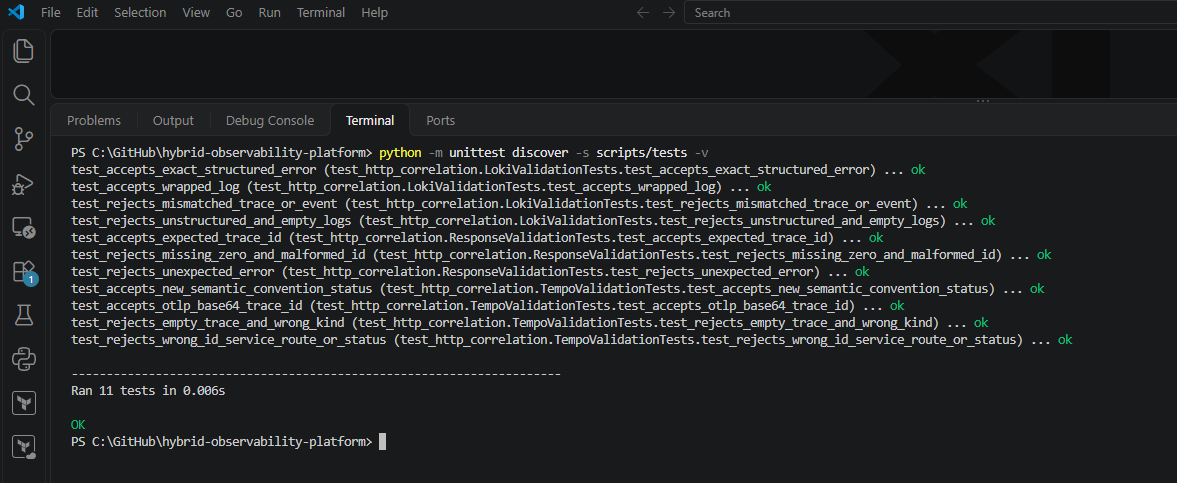 File Edit Selection View Go Run Terminal Help Search
Problems Output Debug Console Terminal Ports
PS C:\GitHub\hybrid-observability-platform> python -m unittest discover -s scripts/tests -v
test_accepts_exact_structured_error (test_http_correlation.LokiValidationTests.test_accepts_exact_structured_error) ... ok
test_accepts_wrapped_log (test_http_correlation.LokiValidationTests.test_accepts_wrapped_log) ... ok
test_rejects_mismatched_trace_or_event (test_http_correlation.LokiValidationTests.test_rejects_mismatched_trace_or_event) ... ok
test_rejects_unstructured_and_empty_logs (test_http_correlation.LokiValidationTests.test_rejects_unstructured_and_empty_logs) ... ok
test_accepts_expected_trace_id (test_http_correlation.ResponseValidationTests.test_accepts_expected_trace_id) ... ok
test_rejects_missing_zero_and_malformed_id (test_http_correlation.ResponseValidationTests.test_rejects_missing_zero_and_malformed_id) ... ok
test_rejects_unexpected_error (test_http_correlation.ResponseValidationTests.test_rejects_unexpected_error) ... ok
test_accepts_new_semantic_convention_status (test_http_correlation.TempoValidationTests.test_accepts_new_semantic_convention_status) ... ok
test_accepts_otlp_base64_trace_id (test_http_correlation.TempoValidationTests.test_accepts_otlp_base64_trace_id) ... ok
test_rejects_empty_trace_and_wrong_kind (test_http_correlation.TempoValidationTests.test_rejects_empty_trace_and_wrong_kind) ... ok
test_rejects_wrong_id_service_route_or_status (test_http_correlation.TempoValidationTests.test_rejects_wrong_id_service_route_or_status) ... ok
----------------------------------------------------------------------
Ran 11 tests in 0.006s
OK
PS C:\GitHub\hybrid-observability-platform>
1